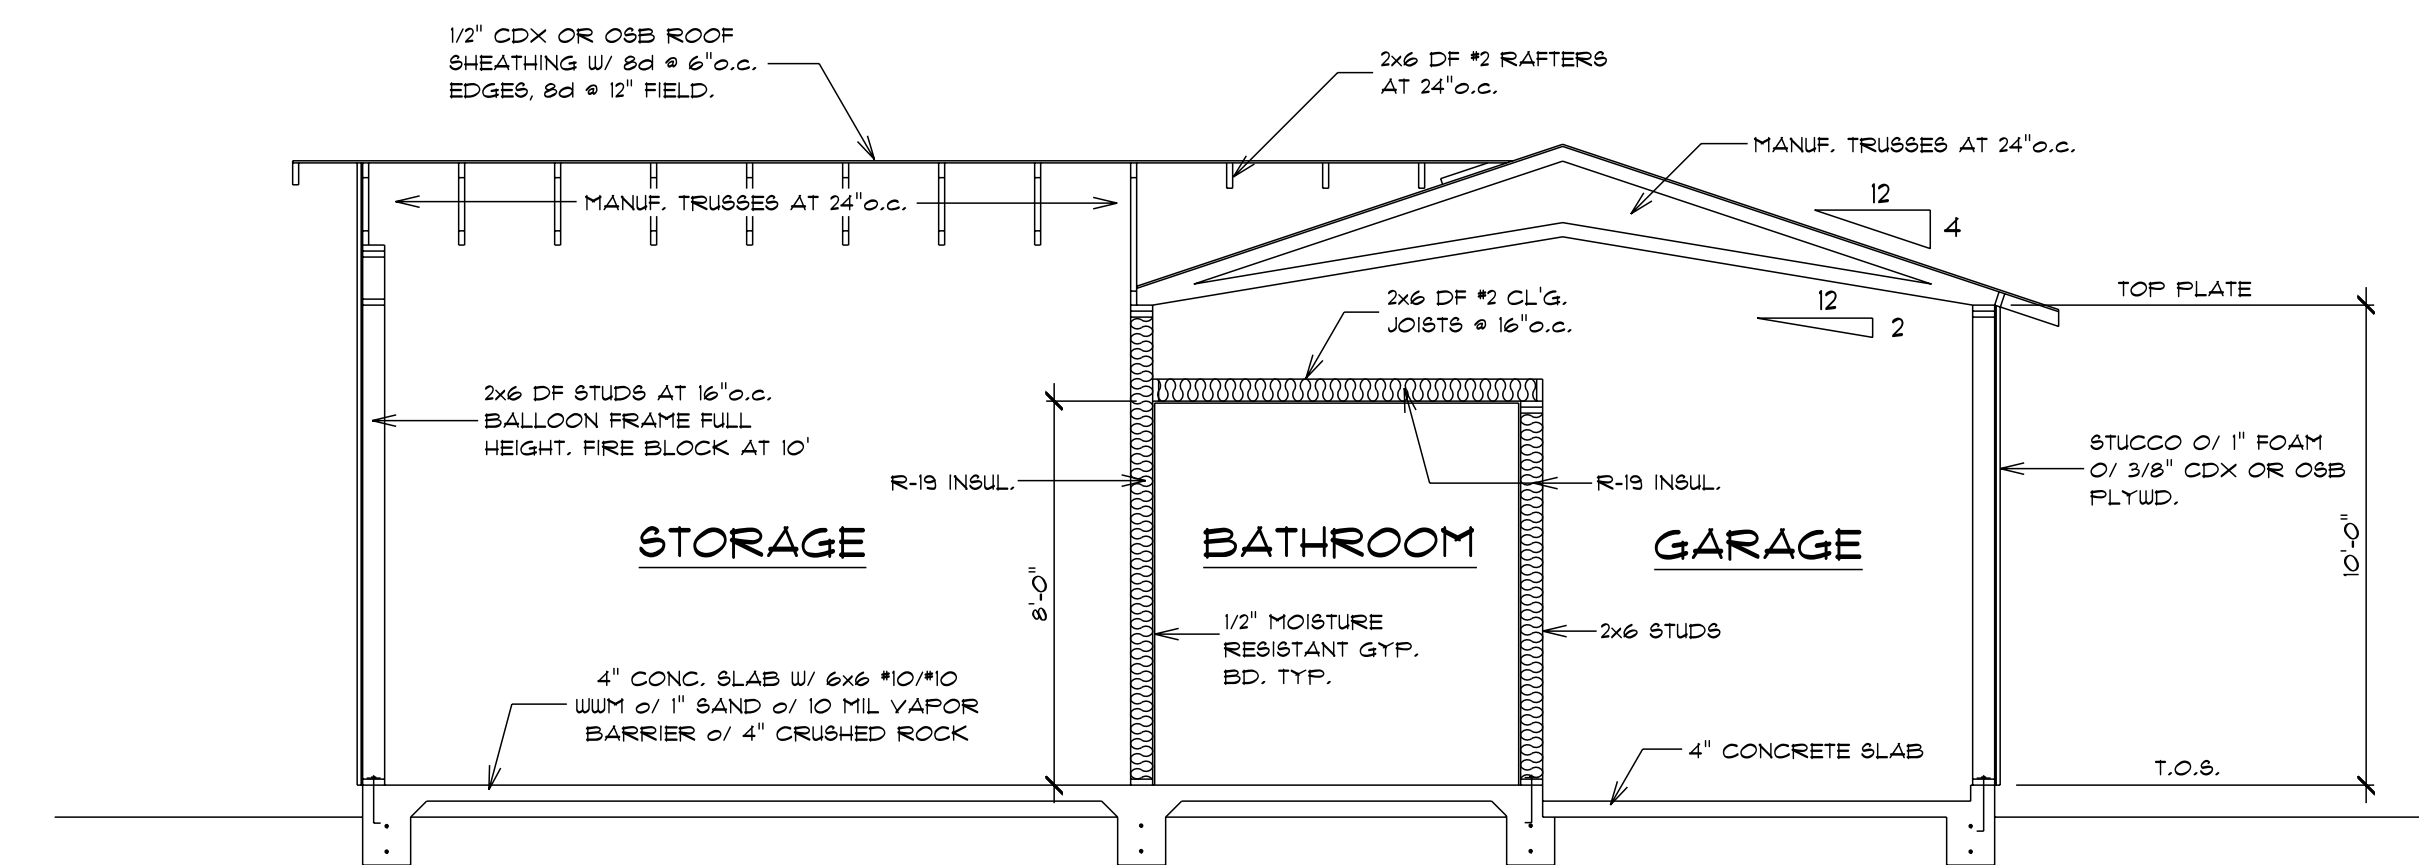 1/2" CDX OR OSB ROOF
SHEATHING W/ 8d @ 6"o.c.
EDGES, 8d @ 12" FIELD.
2x6 DF #2 RAFTERS
AT 24"o.c.
MANUF. TRUSSES AT 24"o.c.
MANUF. TRUSSES AT 24"o.c.
12
4
TOP PLATE
2x6 DF #2 CL'G.
JOISTS @ 16"o.c.
12
2
2x6 DF STUDS AT 16"o.c.
BALLOON FRAME FULL
HEIGHT. FIRE BLOCK AT 10'
STUCCO O/ 1" FOAM
O/ 3/8" CDX OR OSB
PLYWD.
R-19 INSUL.
R-19 INSUL.
STORAGE
BATHROOM
GARAGE
10'-0"
8'-0"
1/2" MOISTURE
RESISTANT GYP.
BD. TYP.
2x6 STUDS
4" CONC. SLAB W/ 6x6 #10/#10
WWM o/ 1" SAND o/ 10 MIL VAPOR
BARRIER o/ 4" CRUSHED ROCK
4" CONCRETE SLAB
T.O.S.